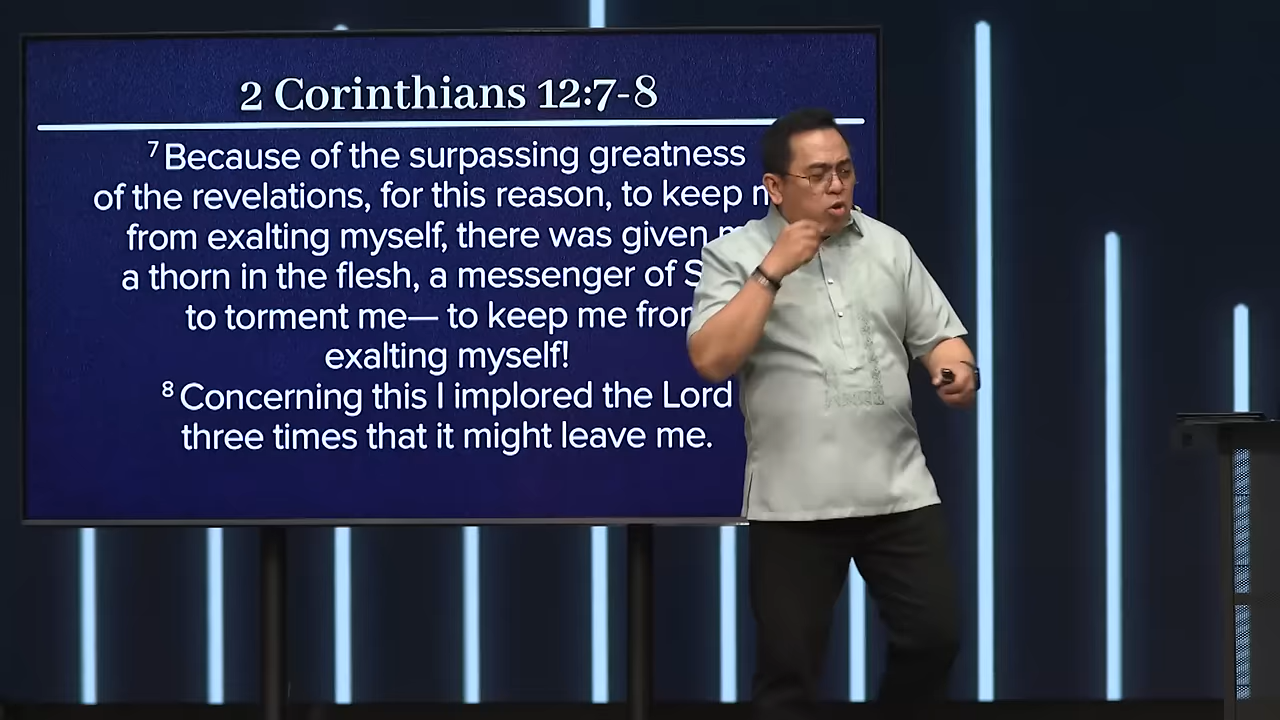 2 Corinthians 12:7-8
7 Because of the surpassing greatness
of the revelations, for this reason, to keep
from exalting myself, there was given
a thorn in the flesh, a messenger of
to torment me— to keep me from
exalting myself!
8 Concerning this I implored the Lord
three times that it might leave me.